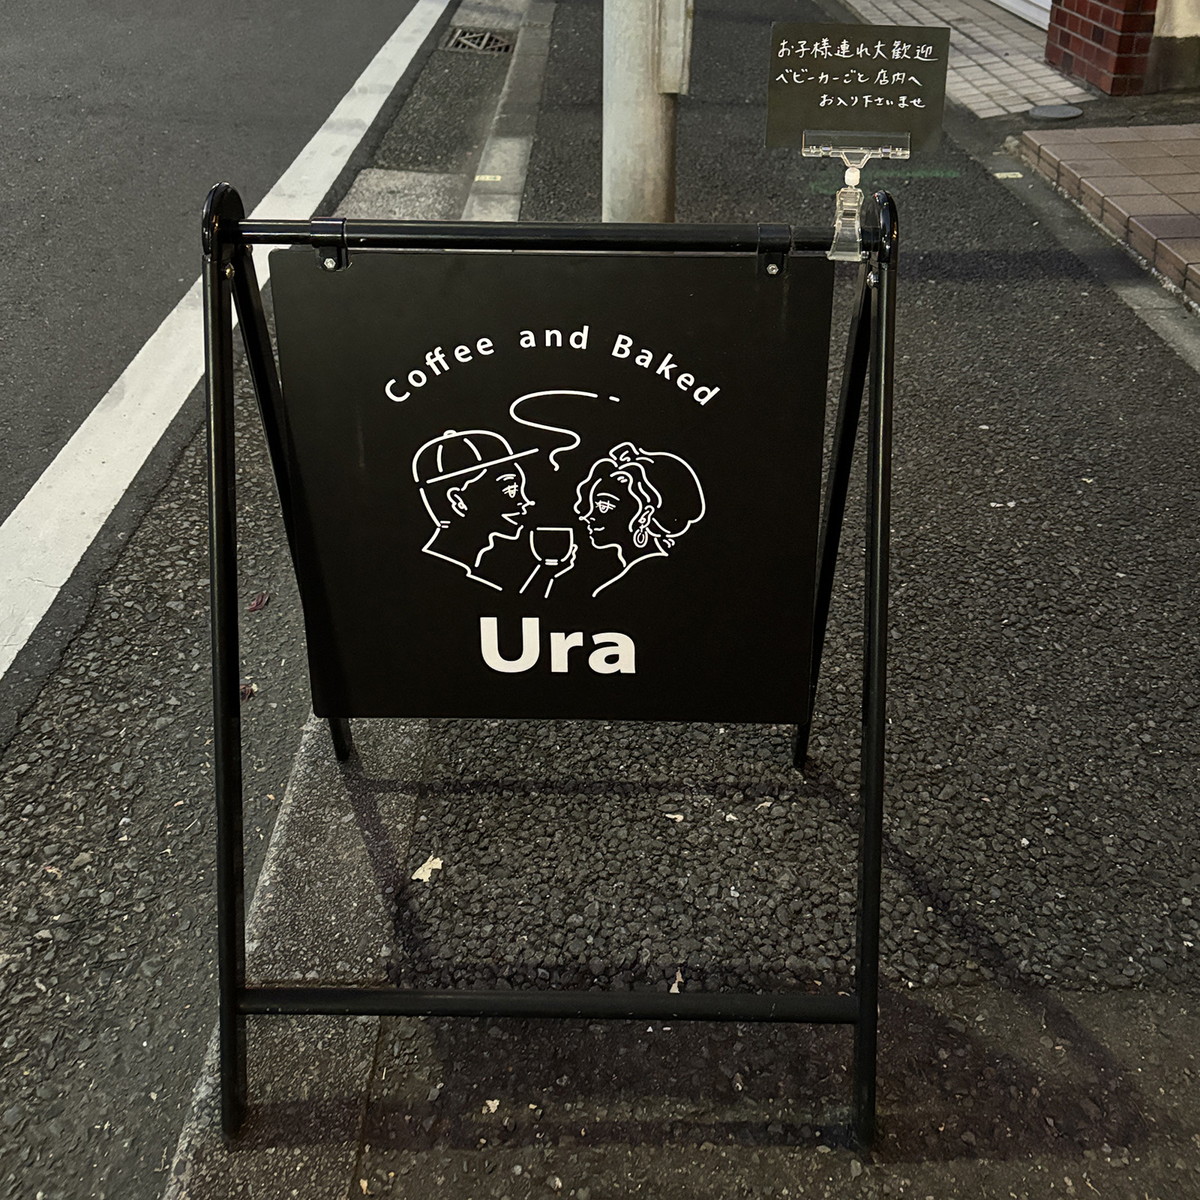 お子様連れ大歓迎
ベビーカーごと店内へ
お入り下さいませ
Coffee and Baked
Ura